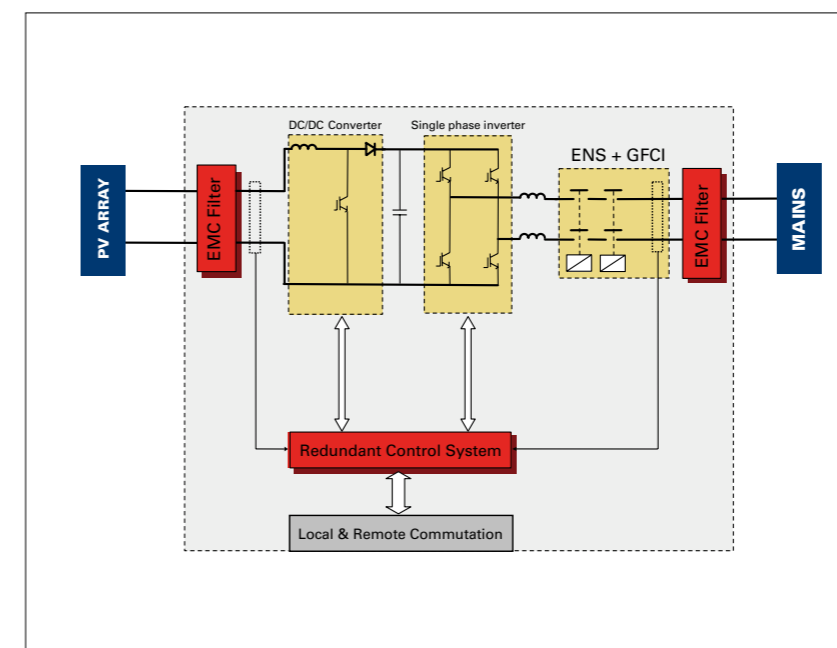 DC/DC Converter
Single phase inverter
ENS + GFCI
PV ARRAY
EMC Filter
EMC Filter
MAINS
Redundant Control System
Local & Remote Commutation